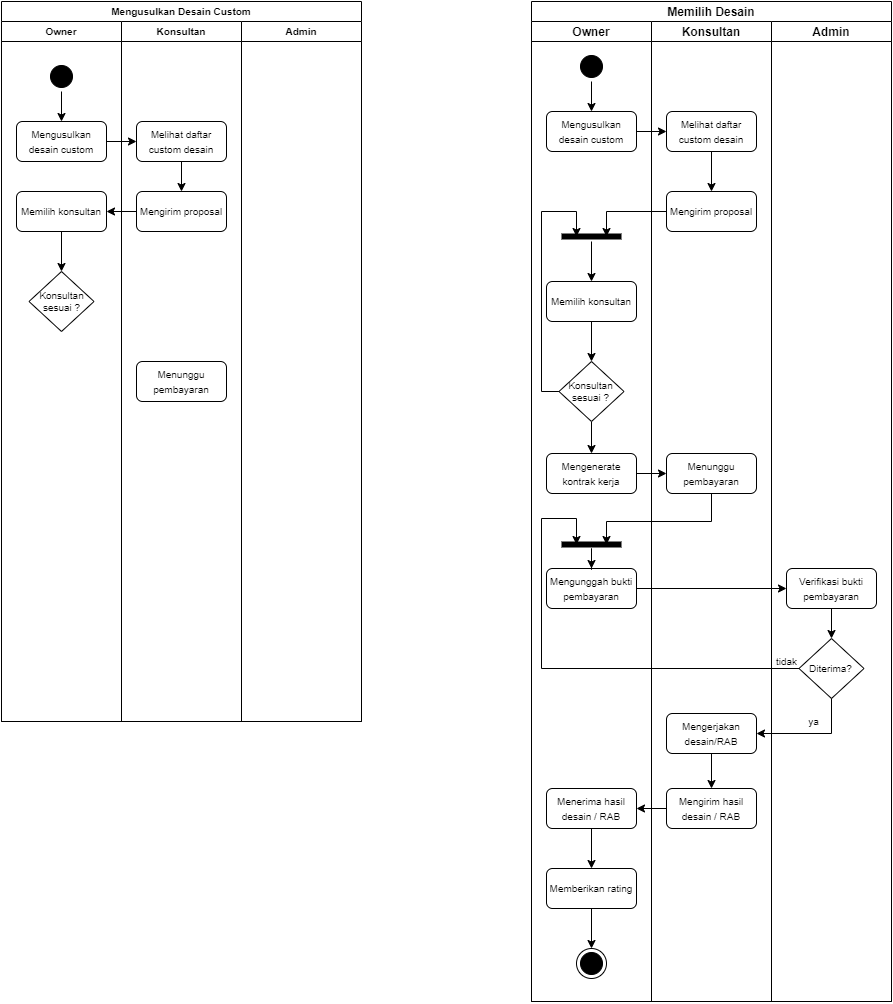 Mengusulkan Desain Custom
Owner
Konsultan
Admin
Mengusulkan
desain custom
Melihat daftar
custom desain
Memilih konsultan
Mengirim proposal
Konsultan
sesuai ?
Menunggu
pembayaran
Memilih Desain
Owner
Konsultan
Admin
Mengusulkan
desain custom
Melihat daftar
custom desain
Mengirim proposal
Memilih konsultan
Konsultan
sesuai ?
Mengenerate
kontrak kerja
Menunggu
pembayaran
Mengunggah bukti
pembayaran
Verifikasi bukti
pembayaran
tidak
Diterima?
ya
Mengerjakan
desain/RAB
Menerima hasil
desain / RAB
Mengirim hasil
desain / RAB
Memberikan rating